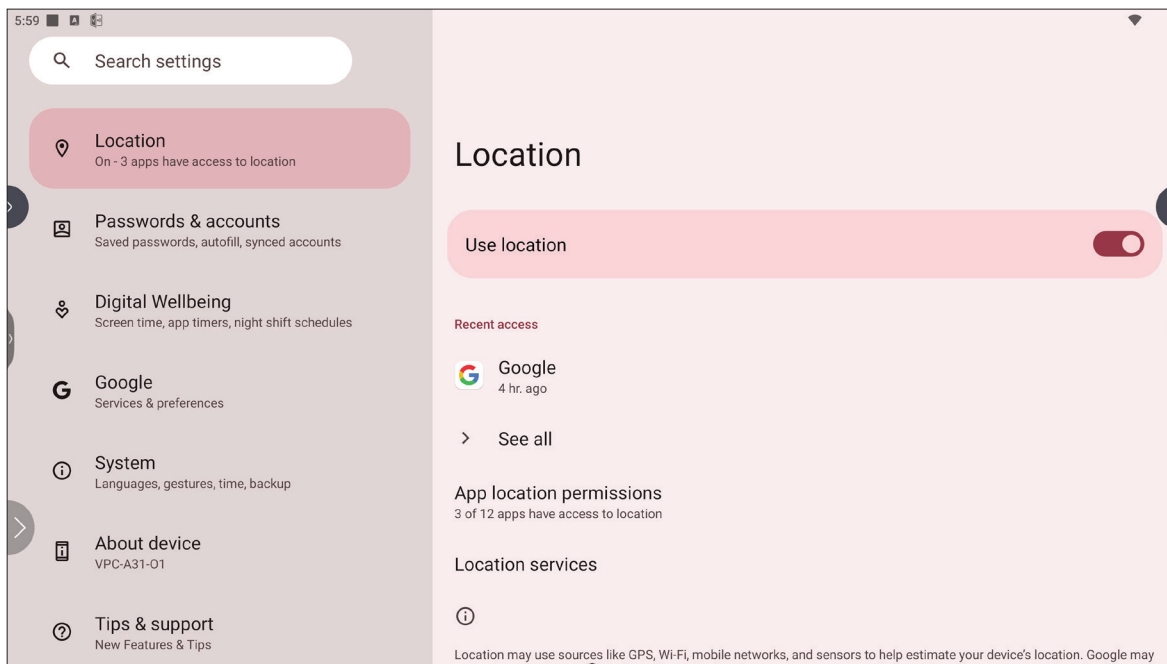 5:59
Search settings
Location
On - 3 apps have access to location
Passwords & accounts
Saved passwords, autofill, synced accounts
Digital Wellbeing
Screen time, app timers, night shift schedules
Google
Services & preferences
System
Languages, gestures, time, backup
About device
VPC-A31-O1
Tips & support
New Features & Tips
Location
Use location
Recent access
Google
4 hr. ago
See all
App location permissions
3 of 12 apps have access to location
Location services
Location may use sources like GPS, Wi-Fi, mobile networks, and sensors to help estimate your device's location. Google may